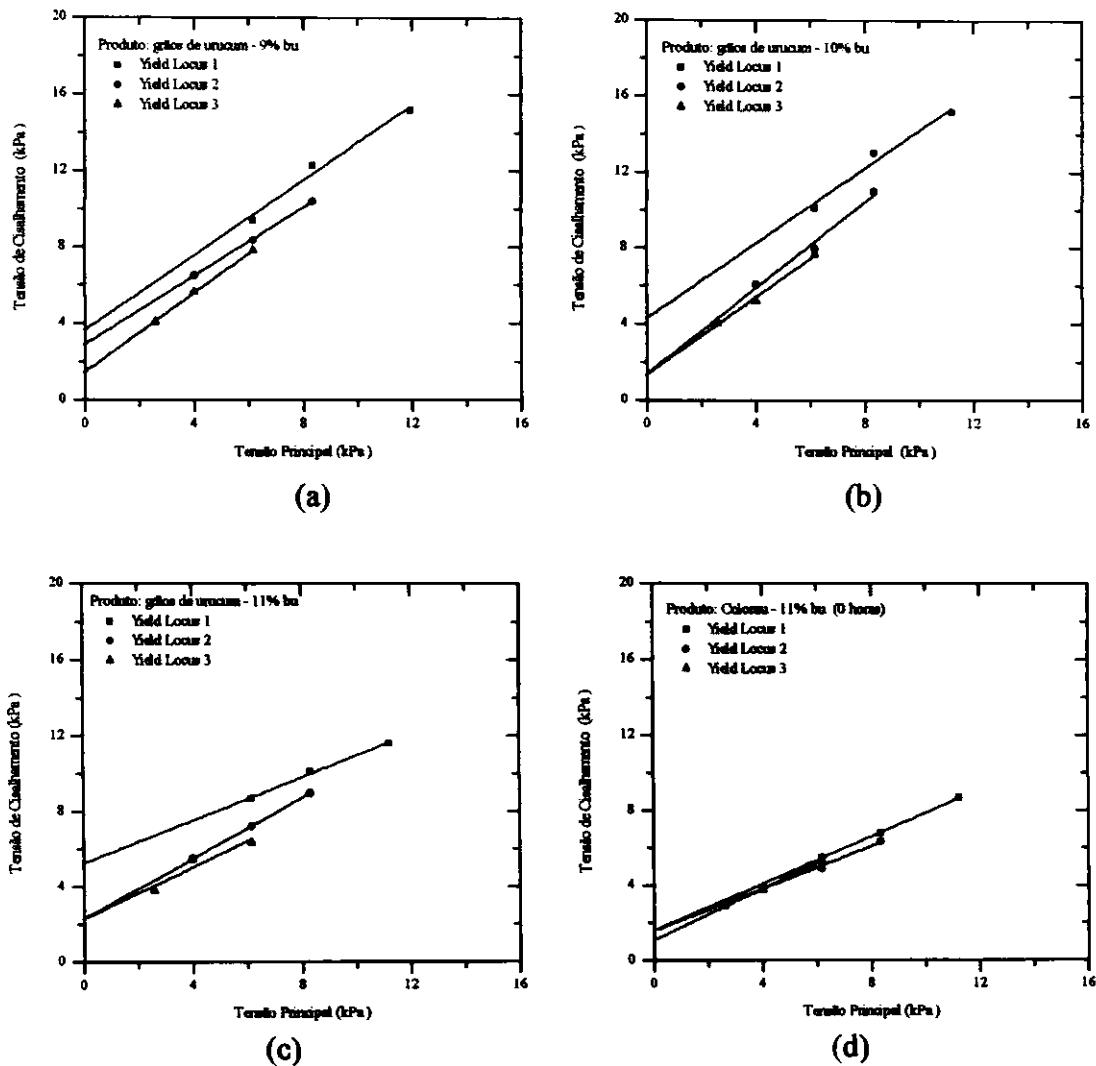 Produto: grãos de urucum - 9% bu
Yield Locus 1
Yield Locus 2
Yield Locus 3
Tensão de Cisalhamento (kPa)
20
16
12
8
4
0
0 4 8 12 16
Tensão Principal (kPa)
(a)
Produto: grãos de urucum - 10% bu
Yield Locus 1
Yield Locus 2
Yield Locus 3
Tensão de Cisalhamento (kPa)
20
16
12
8
4
0
0 4 8 12 16
Tensão Principal (kPa)
(b)
Produto: grãos de urucum - 11% bu
Yield Locus 1
Yield Locus 2
Yield Locus 3
Tensão de Cisalhamento (kPa)
20
16
12
8
4
0
0 4 8 12 16
Tensão Principal (kPa)
(c)
Produto: Colorau - 11% bu (0 horas)
Yield Locus 1
Yield Locus 2
Yield Locus 3
Tensão de Cisalhamento (kPa)
20
16
12
8
4
0
0 4 8 12 16
Tensão Principal (kPa)
(d)